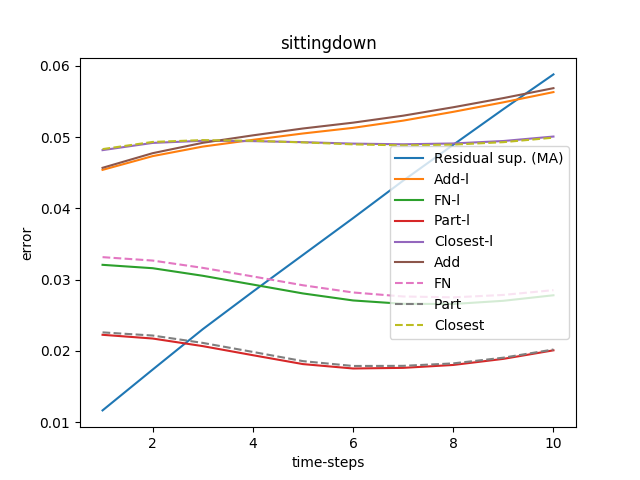 sittingdown
0.06
0.05
0.04
0.03
0.02
0.01
error
2
4
6
8
10
time-steps
Residual sup. (MA)
Add-l
FN-l
Part-l
Closest-l
Add
FN
Part
Closest